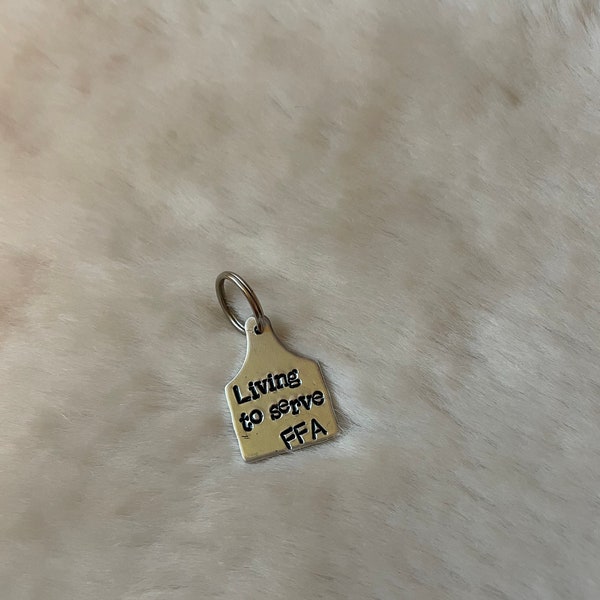 Living
to serve
FFA